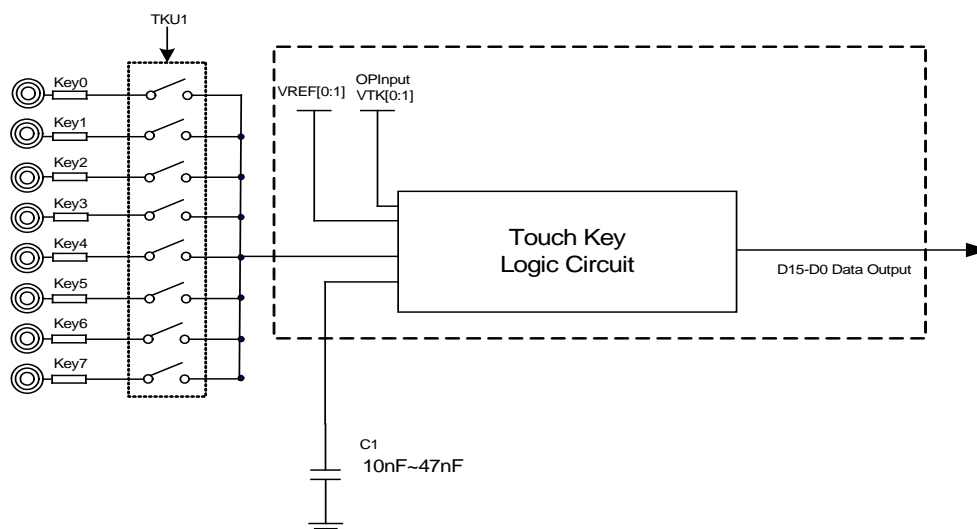 TKU1
Key0
Key1
Key2
Key3
Key4
Key5
Key6
Key7
VREF[0:1]
OPInput
VTK[0:1]
Touch Key
Logic Circuit
D15-D0 Data Output
C1
10nF~47nF